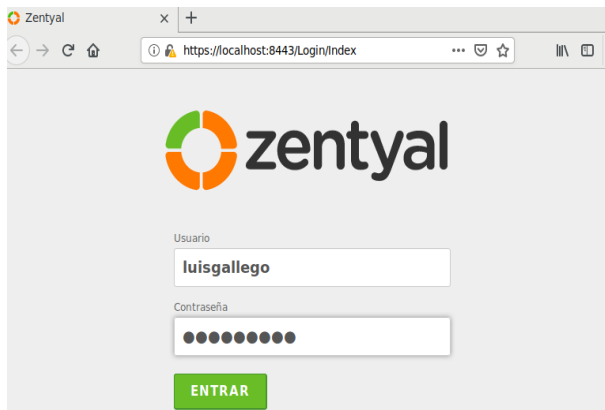 Zentyal
https://localhost:8443/Login/Index
zentyal
Usuario
luisgallego
Contraseña
ENTRAR